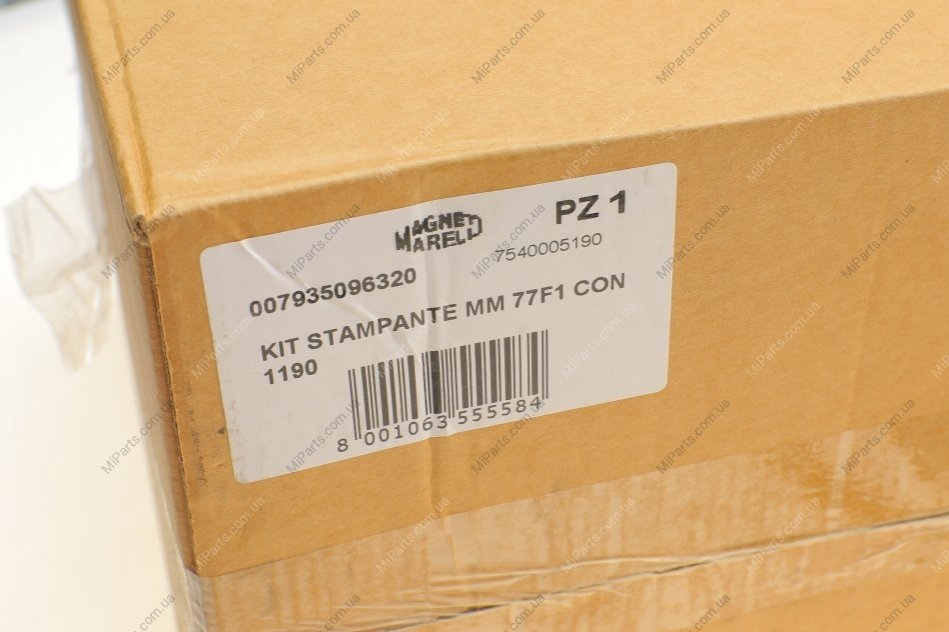 MAGNETI
MARELLI
PZ 1
7540005190
007935096320
KIT STAMPANTE MM 77F1 CON
1190
8 001063 555584
MiParts.com.ua